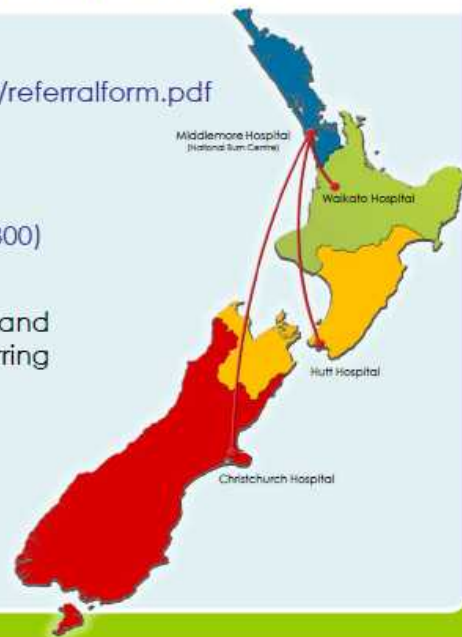 /referralform.pdf
Middlemore Hospital
(National Burn Centre)
Waikato Hospital
300)
and
rring
Hutt Hospital
Christchurch Hospital